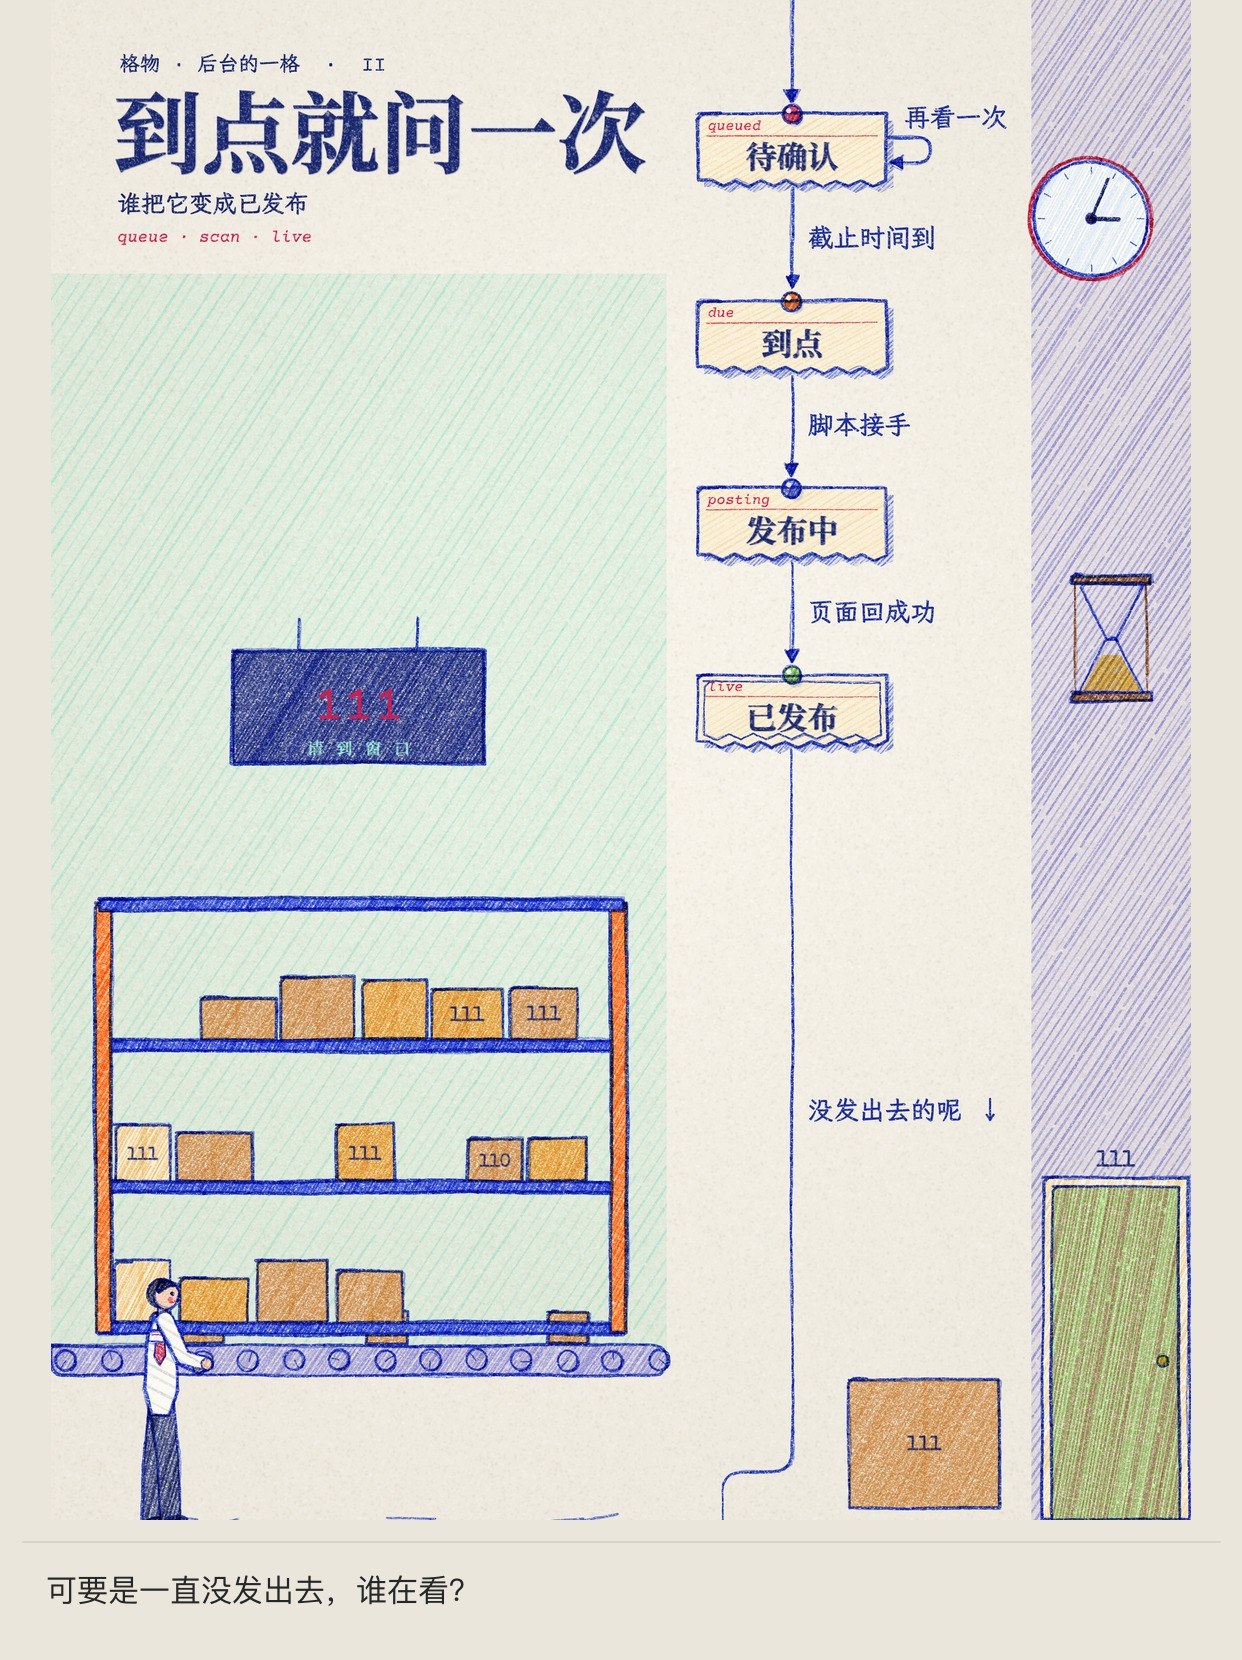 格物 · 后台的一格 · II
到点就问一次
谁把它变成已发布
queue · scan · live
queued
待确认
再看一次
截止时间到
due
到点
脚本接手
posting
发布中
页面回成功
live
已发布
111
请到窗口
111
111
111
111
110
没发出去的呢 ↓
111
111
可要是一直没发出去，谁在看？